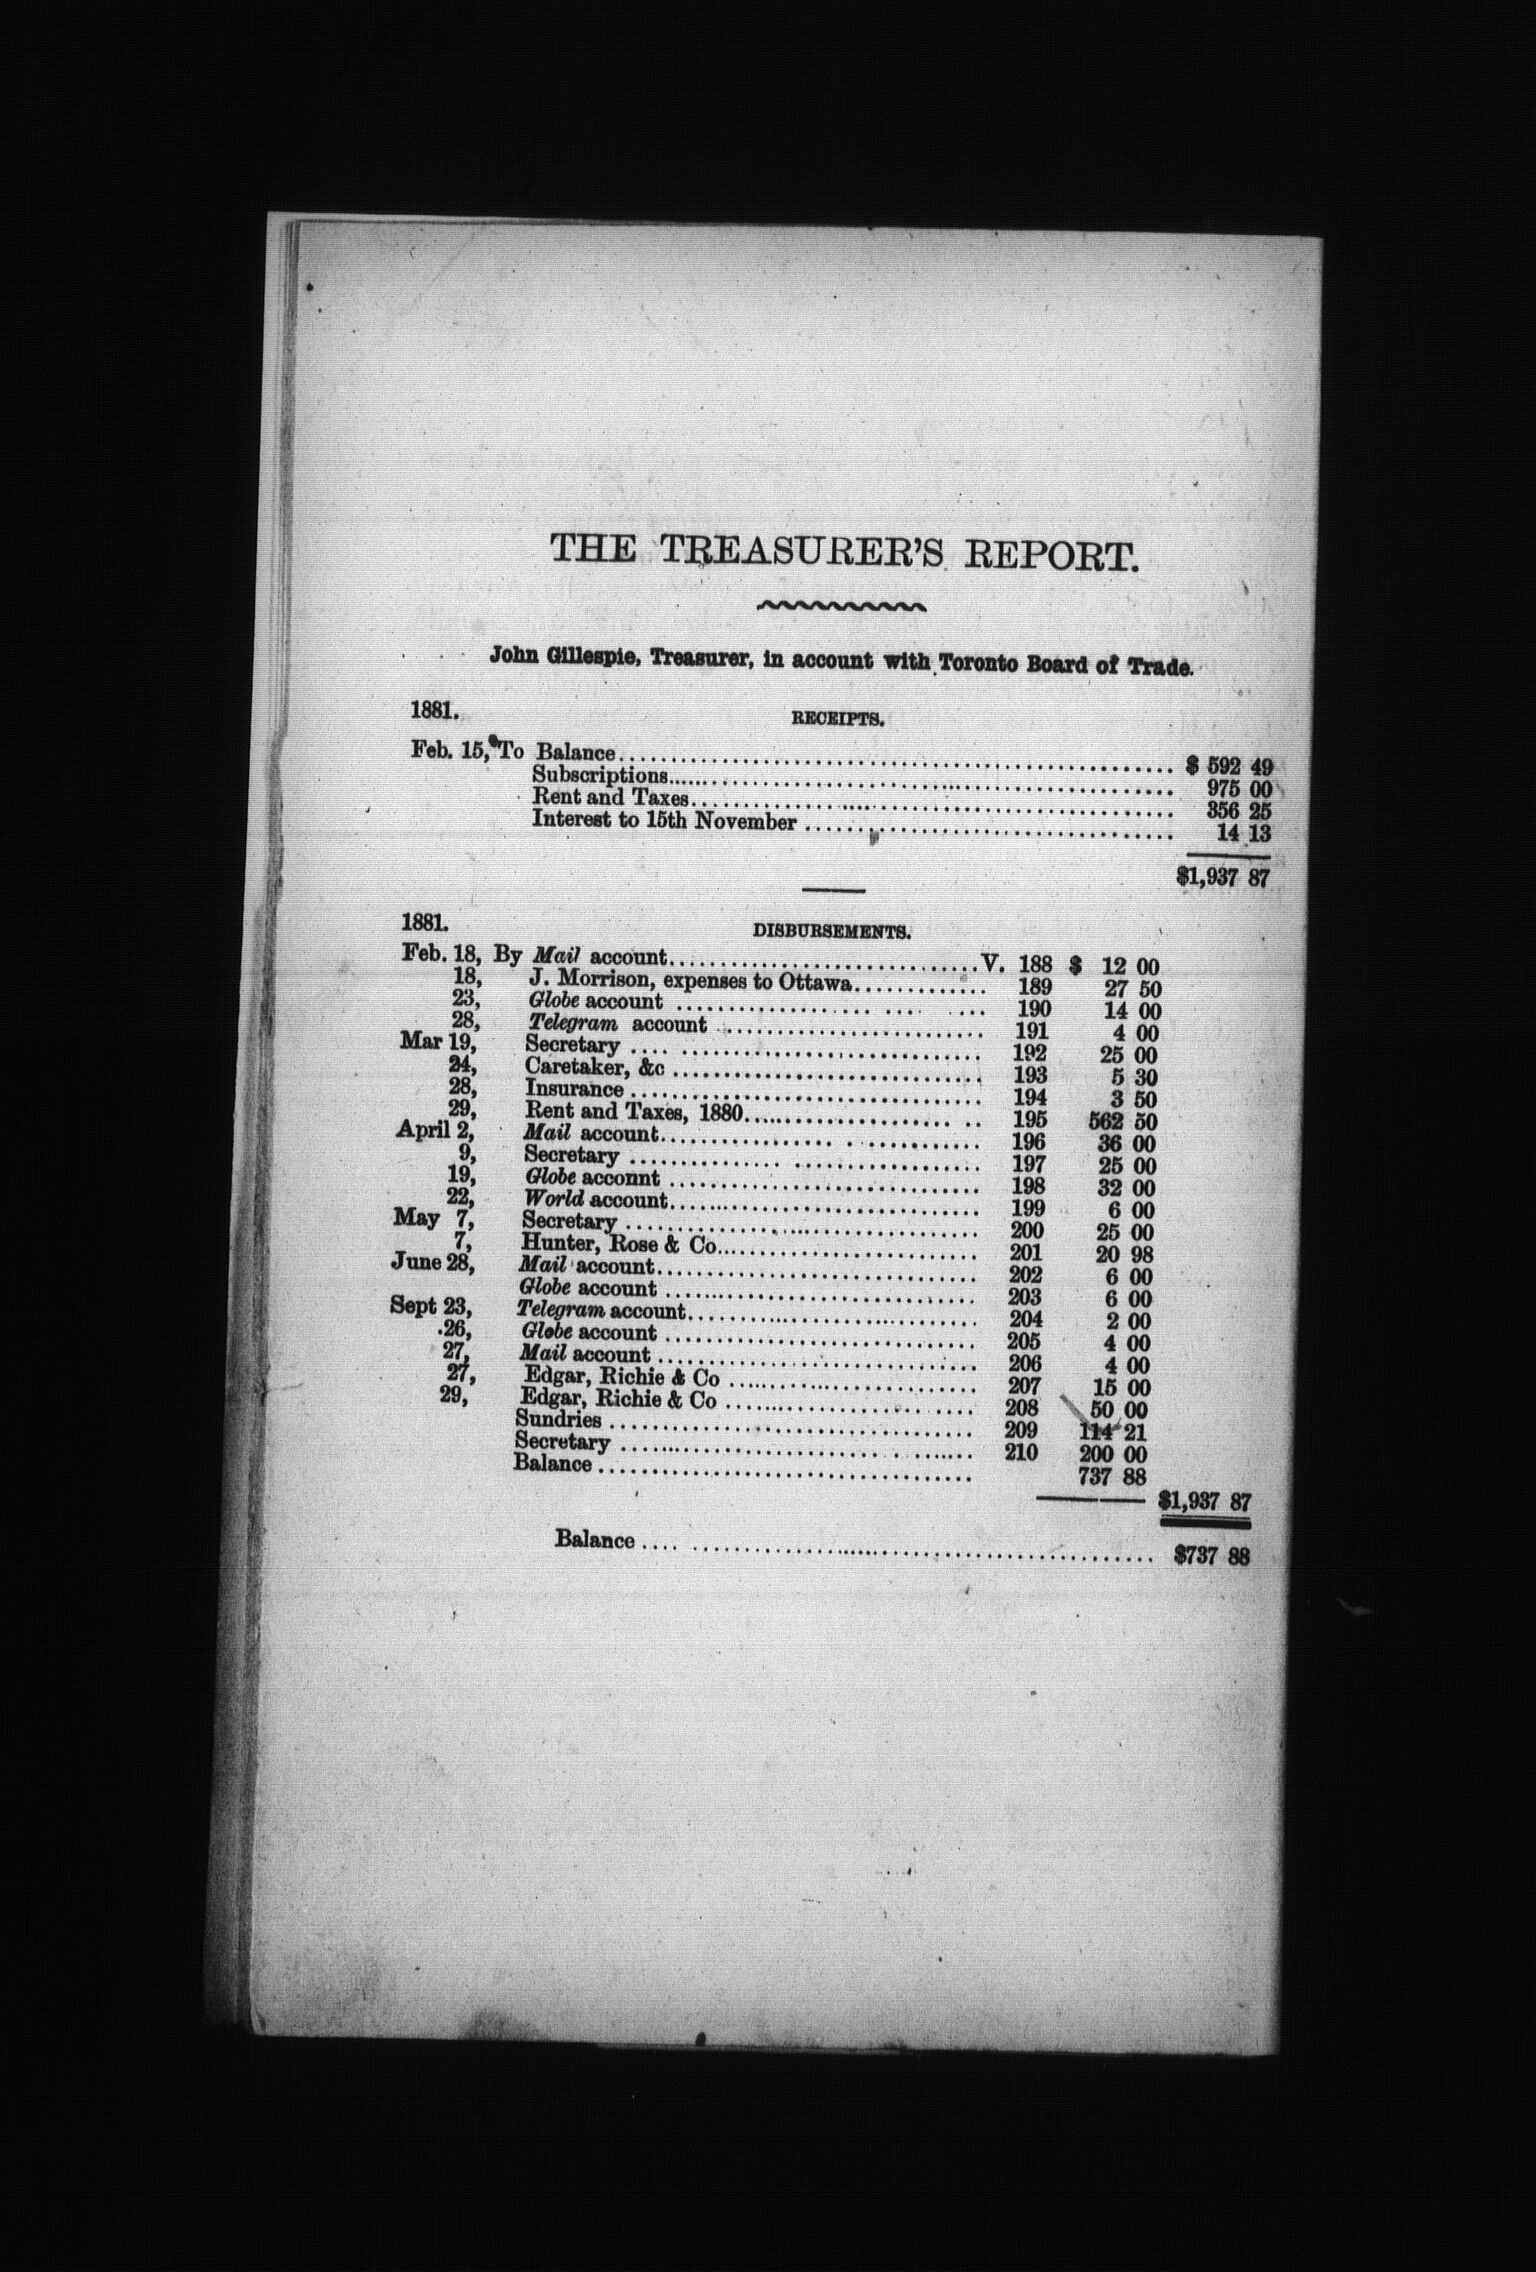 THE TREASURER'S REPORT.
John Gillespie, Treasurer, in account with Toronto Board of Trade.
1881. RECEIPTS.
Feb. 15, To Balance $ 592 49
Subscriptions 975 00
Rent and Taxes 356 25
Interest to 15th November 14 13
$1,937 87
1881. DISBURSEMENTS.
Feb. 18, By Mail account V. 188 $ 12 00
18, J. Morrison, expenses to Ottawa 189 27 50
23, Globe account 190 14 00
28, Telegram account 191 4 00
Mar 19, Secretary 192 25 00
24, Caretaker, &c 193 5 30
28, Insurance 194 3 50
29, Rent and Taxes, 1880 195 562 50
April 2, Mail account 196 36 00
9, Secretary 197 25 00
19, Globe acconnt 198 32 00
22, World account 199 6 00
May 7, Secretary 200 25 00
7, Hunter, Rose & Co 201 20 98
June 28, Mail account 202 6 00
Globe account 203 6 00
Sept 23, Telegram account 204 2 00
26, Globe account 205 4 00
27, Mail account 206 4 00
27, Edgar, Richie & Co 207 15 00
29, Edgar, Richie & Co 208 50 00
Sundries 209 114 21
Secretary 210 200 00
Balance 737 88
$1,937 87
Balance $737 88